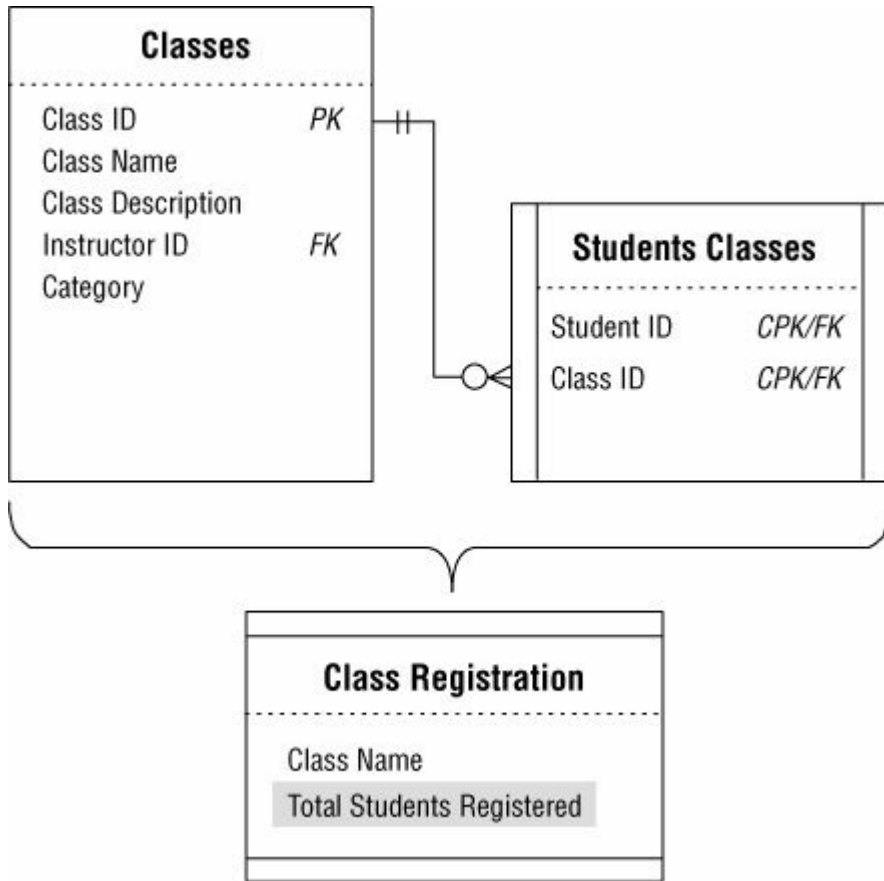 Classes
Class ID PK
Class Name
Class Description
Instructor ID FK
Category
Students Classes
Student ID CPK/FK
Class ID CPK/FK
Class Registration
Class Name
Total Students Registered